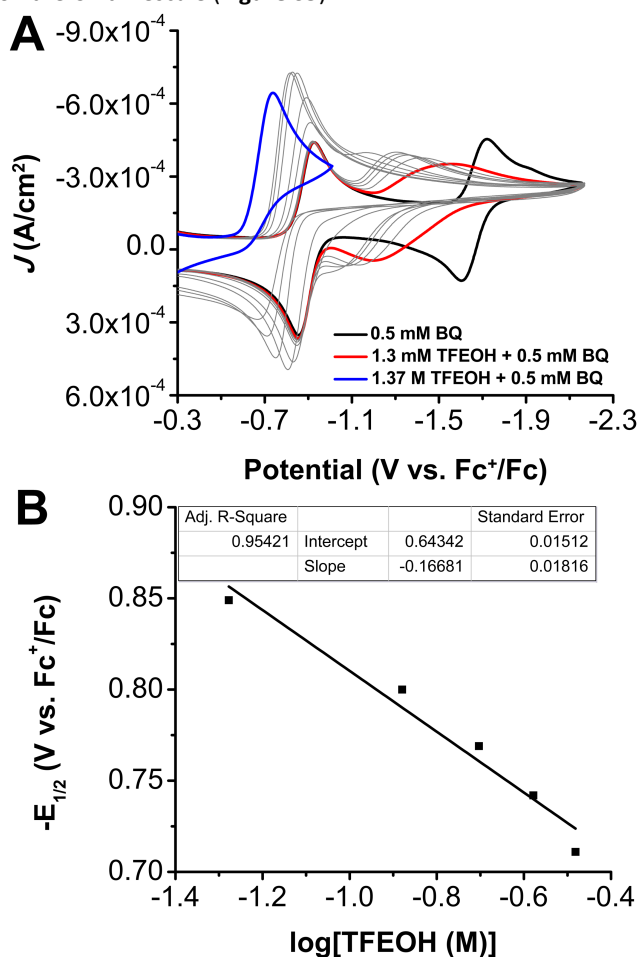 A
-9.0x10⁻⁴
-6.0x10⁻⁴
-3.0x10⁻⁴
0.0
3.0x10⁻⁴
6.0x10⁻⁴
J (A/cm²)
0.5 mM BQ
1.3 mM TFEOH + 0.5 mM BQ
1.37 M TFEOH + 0.5 mM BQ
-0.3 -0.7 -1.1 -1.5 -1.9 -2.3
Potential (V vs. Fc⁺/Fc)
B
0.90
0.85
0.80
0.75
0.70
-E1/2 (V vs. Fc⁺/Fc)
Adj. R-Square Standard Error
0.95421 Intercept 0.64342 0.01512
Slope -0.16681 0.01816
-1.4 -1.2 -1.0 -0.8 -0.6 -0.4
log[TFEOH (M)]